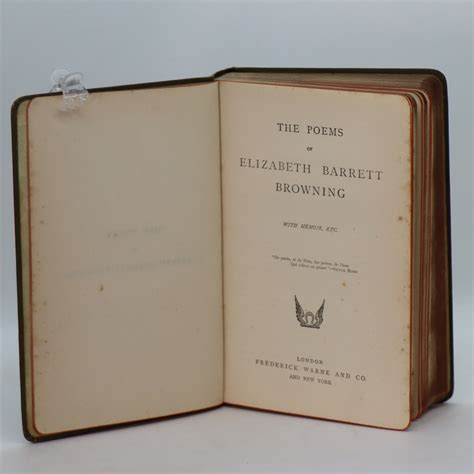 THE POEMS
OF
ELIZABETH BARRETT
BROWNING
WITH MEMOIR, ETC.
LONDON
FREDERICK WARNE AND CO.
AND NEW YORK